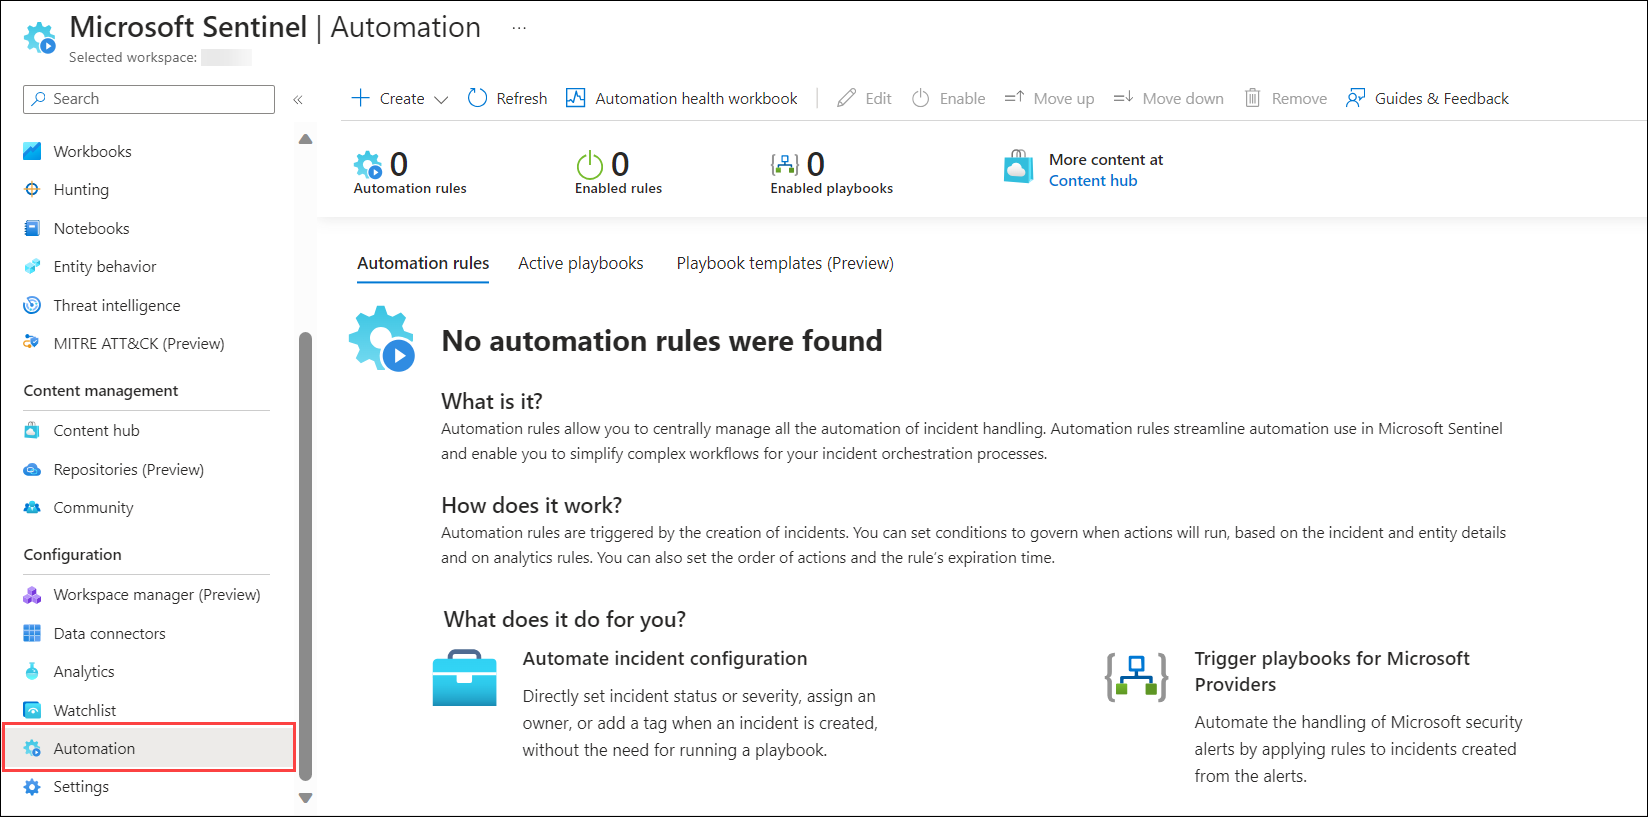 Microsoft Sentinel | Automation ...
Selected workspace:
Search
«
Workbooks
Hunting
Notebooks
Entity behavior
Threat intelligence
MITRE ATT&CK (Preview)
Content management
Content hub
Repositories (Preview)
Community
Configuration
Workspace manager (Preview)
Data connectors
Analytics
Watchlist
Automation
Settings
Create Refresh Automation health workbook Edit Enable Move up Move down Remove Guides & Feedback
0
Automation rules
0
Enabled rules
0
Enabled playbooks
More content at
Content hub
Automation rules Active playbooks Playbook templates (Preview)
No automation rules were found
What is it?
Automation rules allow you to centrally manage all the automation of incident handling. Automation rules streamline automation use in Microsoft Sentinel
and enable you to simplify complex workflows for your incident orchestration processes.
How does it work?
Automation rules are triggered by the creation of incidents. You can set conditions to govern when actions will run, based on the incident and entity details
and on analytics rules. You can also set the order of actions and the rule's expiration time.
What does it do for you?
Automate incident configuration
Directly set incident status or severity, assign an
owner, or add a tag when an incident is created,
without the need for running a playbook.
Trigger playbooks for Microsoft
Providers
Automate the handling of Microsoft security
alerts by applying rules to incidents created
from the alerts.